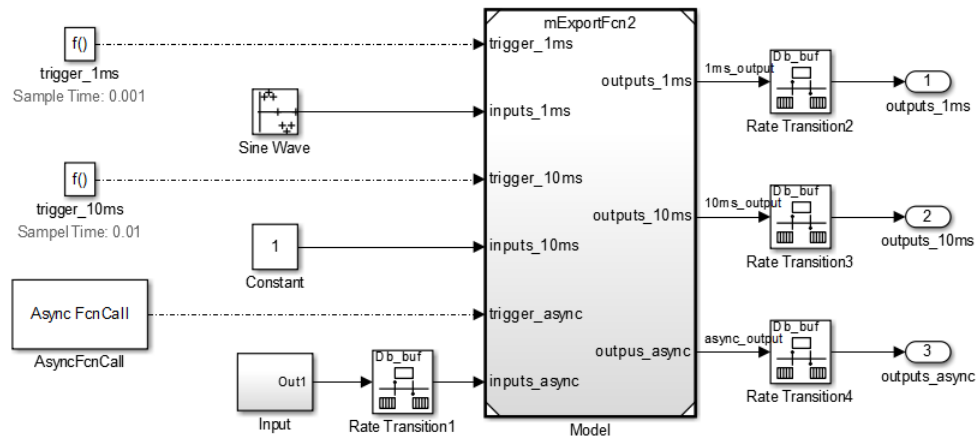 mExportFcn2
f()
trigger_1ms
Sample Time: 0.001
trigger_1ms
Sine Wave
inputs_1ms
outputs_1ms
1ms_output
Db_buf
Rate Transition2
1
outputs_1ms
f()
trigger_10ms
Sampel Time: 0.01
trigger_10ms
1
Constant
inputs_10ms
outputs_10ms
10ms_output
Db_buf
Rate Transition3
2
outputs_10ms
Async FcnCall
AsyncFcnCall
trigger_async
Out1
Input
Db_buf
Rate Transition1
inputs_async
outpus_async
async_output
Db_buf
Rate Transition4
3
outputs_async
Model